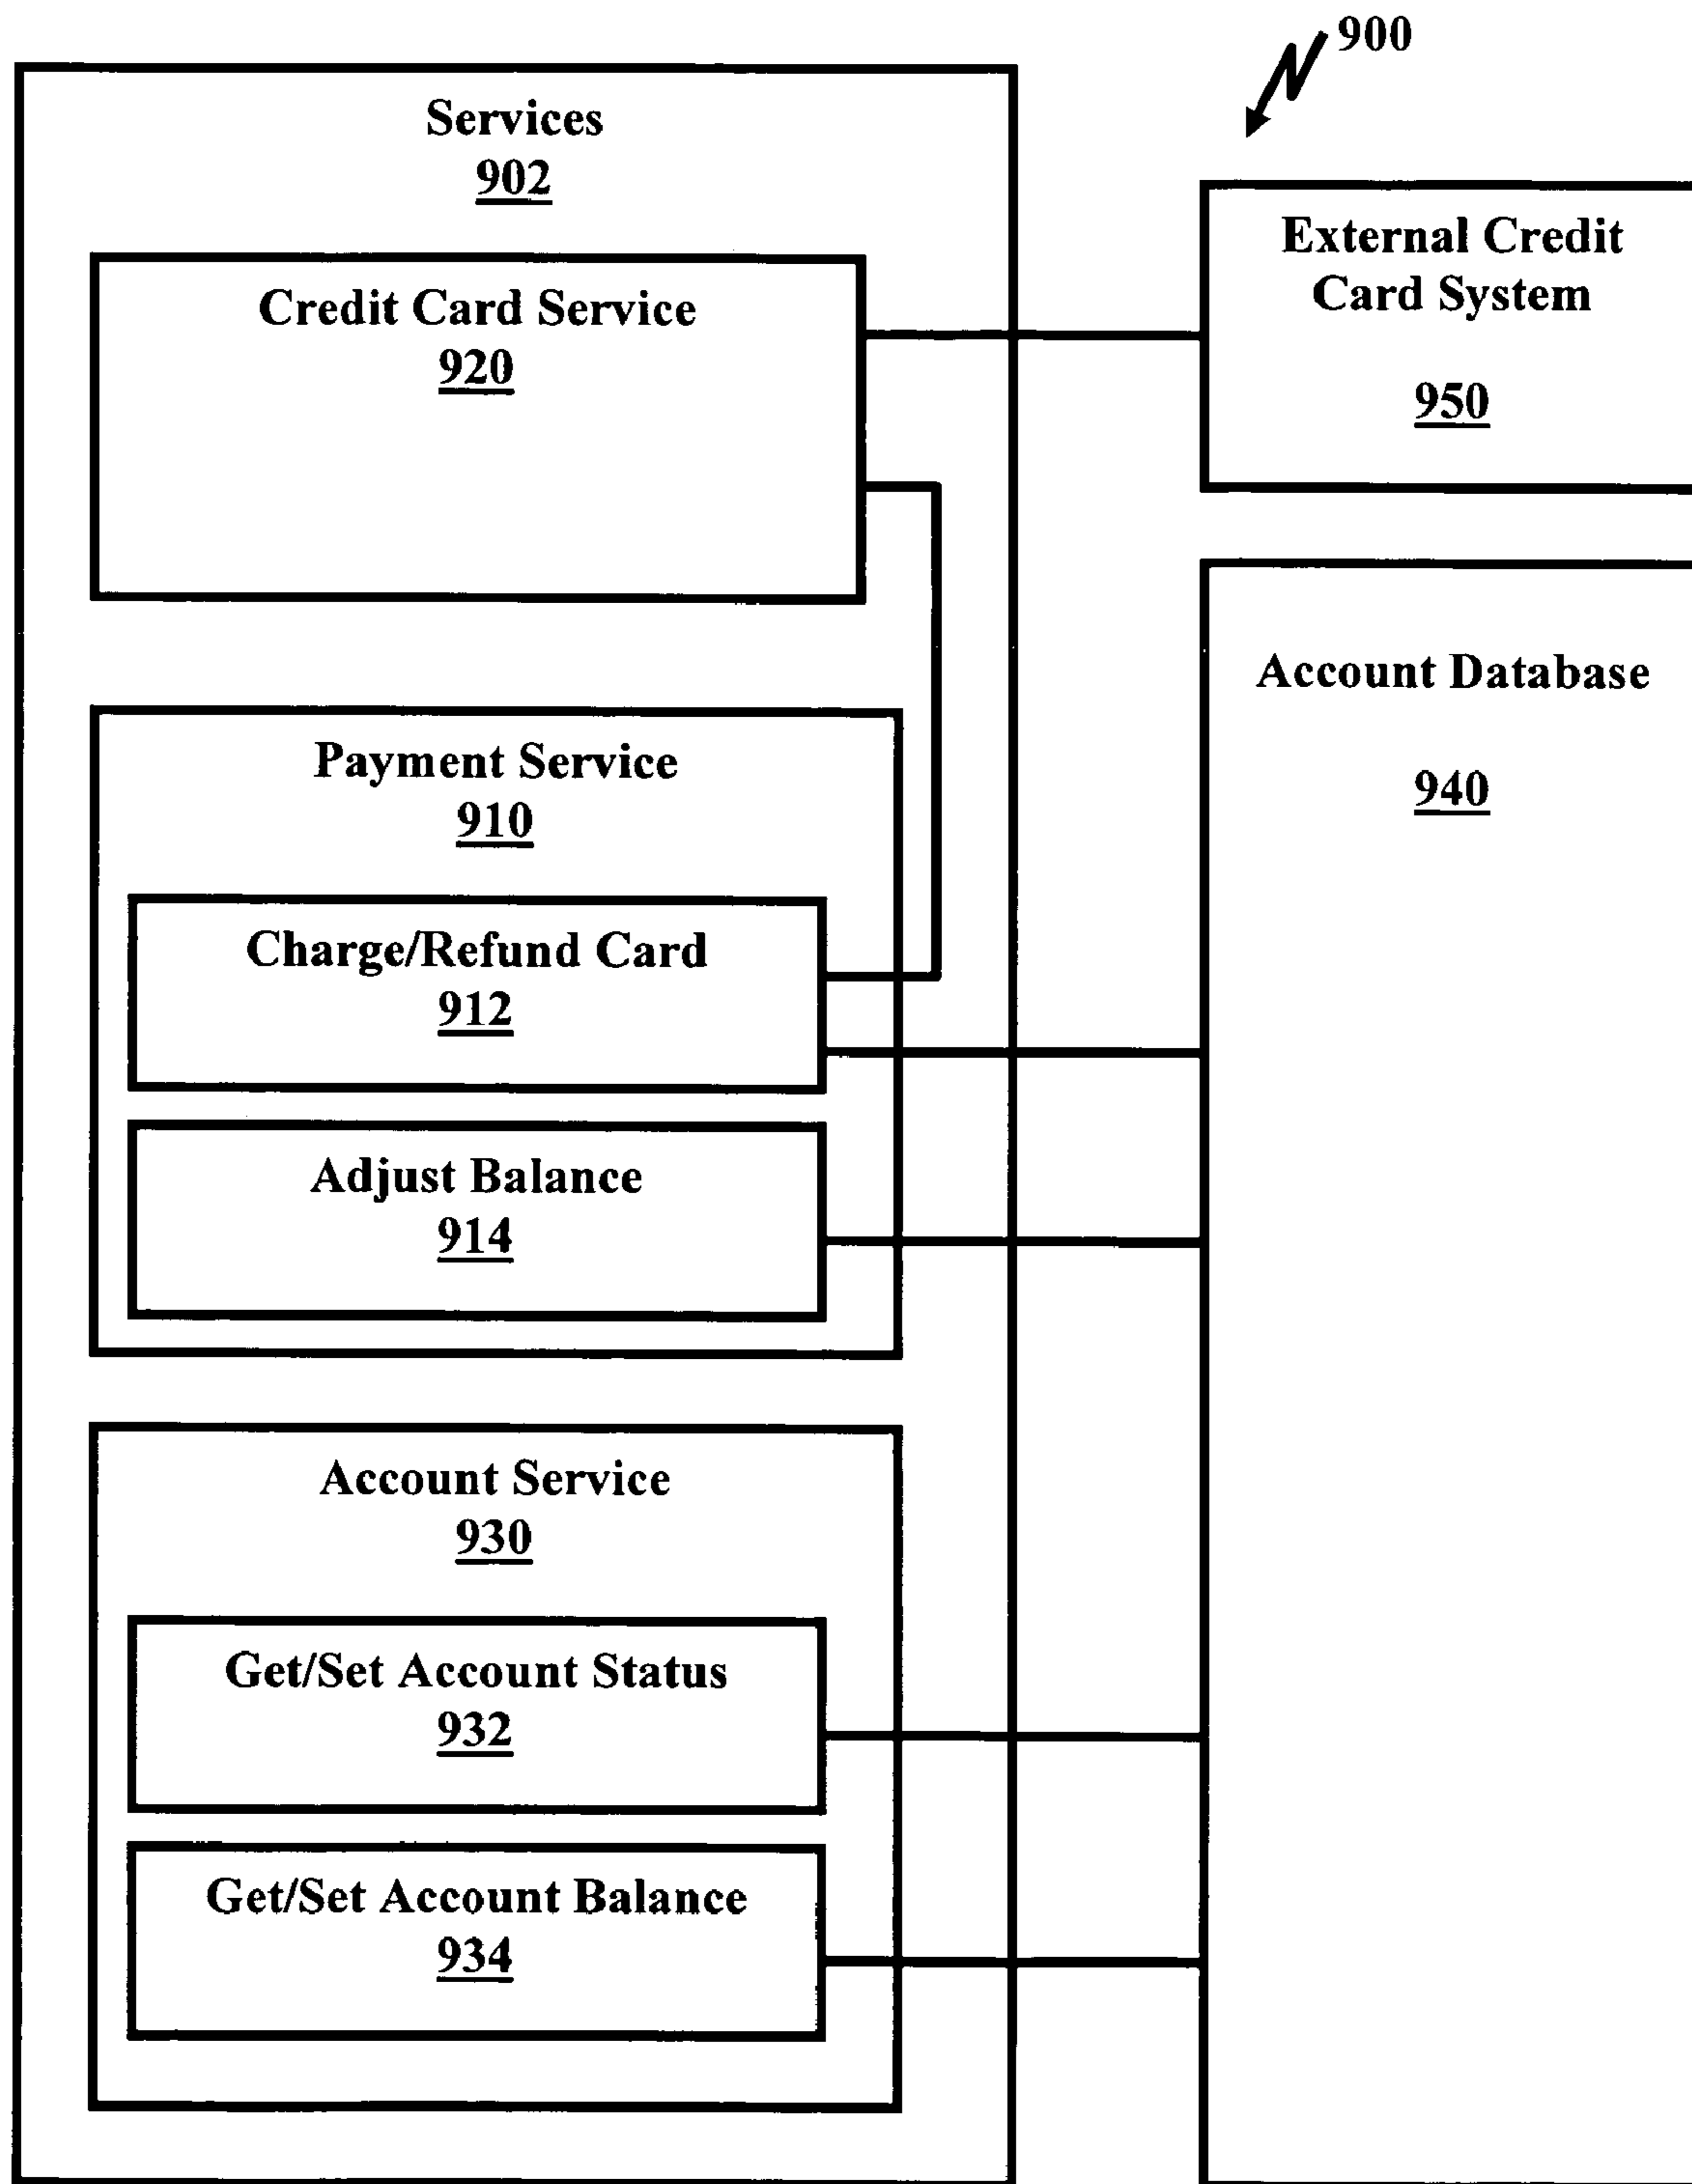 900
Services
902
Credit Card Service
920
External Credit
Card System
950
Account Database
940
Payment Service
910
Charge/Refund Card
912
Adjust Balance
914
Account Service
930
Get/Set Account Status
932
Get/Set Account Balance
934